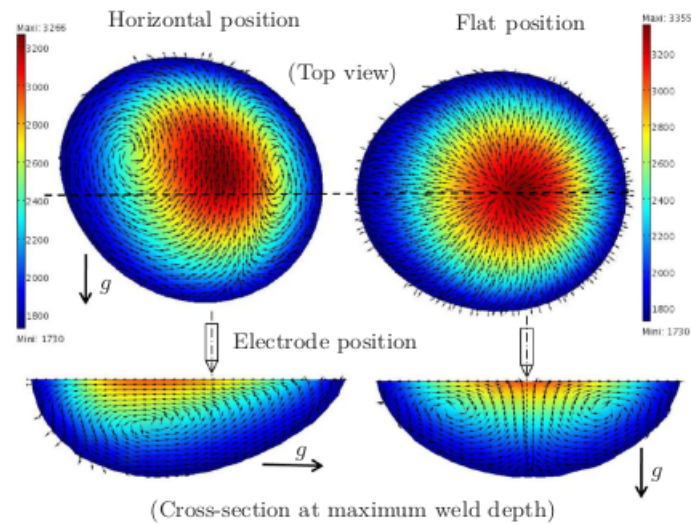 Horizontal position
Flat position
(Top view)
Maxi: 3266
3200
3000
2800
2600
2400
2200
2000
1800
Mini: 1730
g
Maxi: 3355
3200
3000
2800
2600
2400
2200
2000
1800
Mini: 1730
Electrode position
g
g
(Cross-section at maximum weld depth)